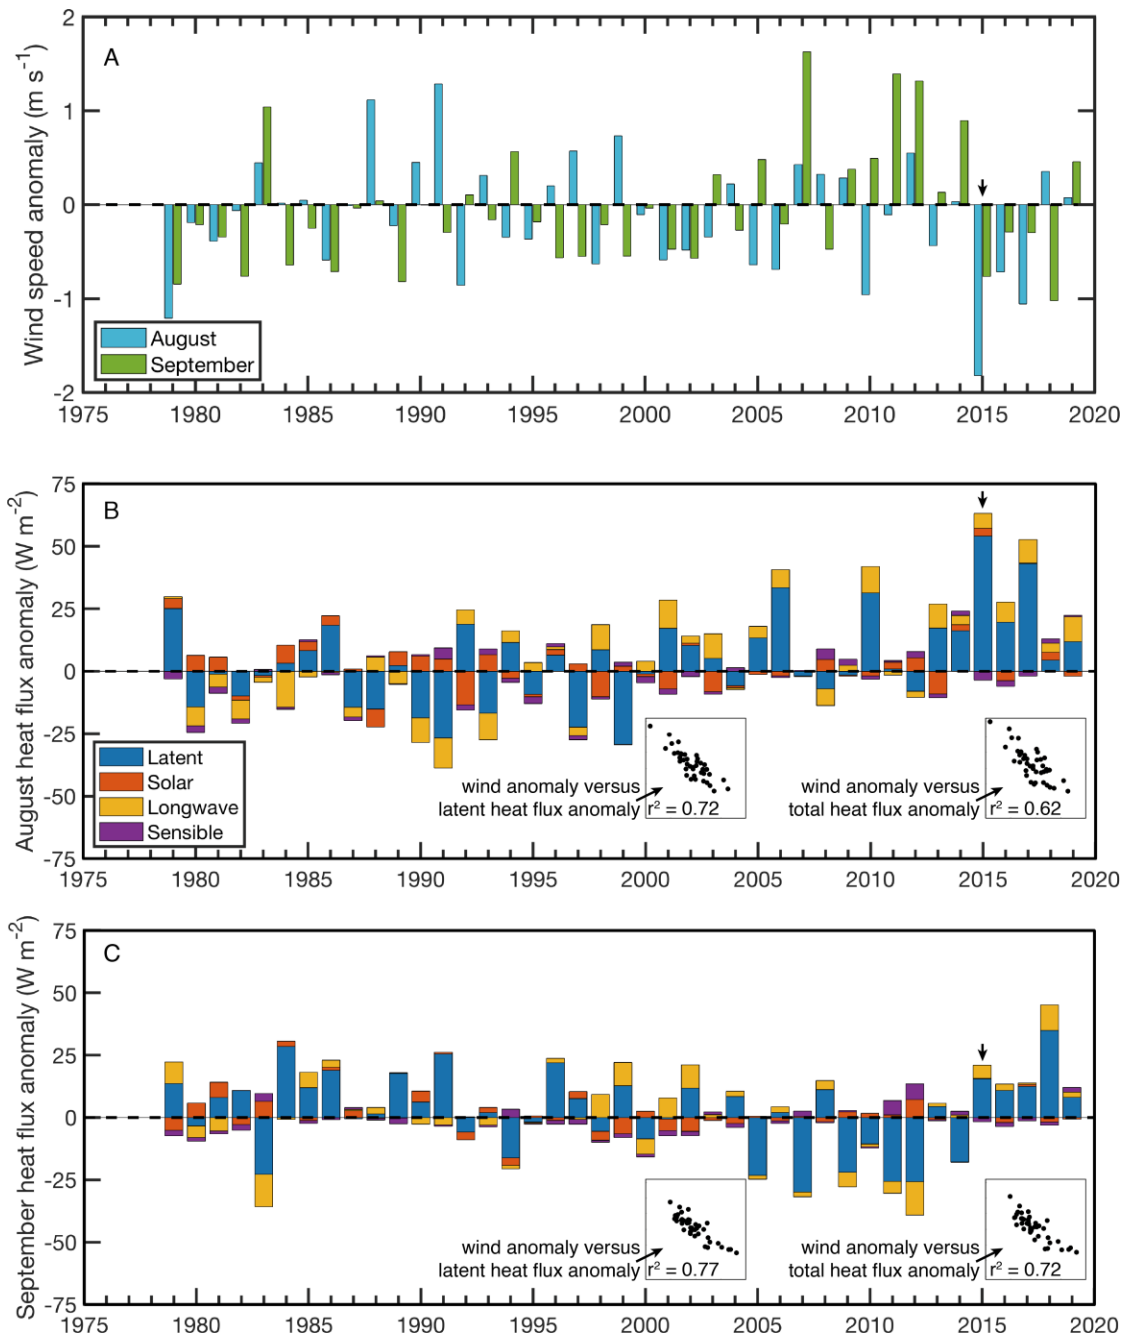 A
Wind speed anomaly (m s⁻¹)
2
1
0
-1
-2
August
September
1975 1980 1985 1990 1995 2000 2005 2010 2015 2020
B
August heat flux anomaly (W m⁻²)
75
50
25
0
-25
-50
-75
Latent
Solar
Longwave
Sensible
wind anomaly versus
latent heat flux anomaly
r² = 0.72
wind anomaly versus
total heat flux anomaly
r² = 0.62
1975 1980 1985 1990 1995 2000 2005 2010 2015 2020
C
September heat flux anomaly (W m⁻²)
75
50
25
0
-25
-50
-75
wind anomaly versus
latent heat flux anomaly
r² = 0.77
wind anomaly versus
total heat flux anomaly
r² = 0.72
1975 1980 1985 1990 1995 2000 2005 2010 2015 2020